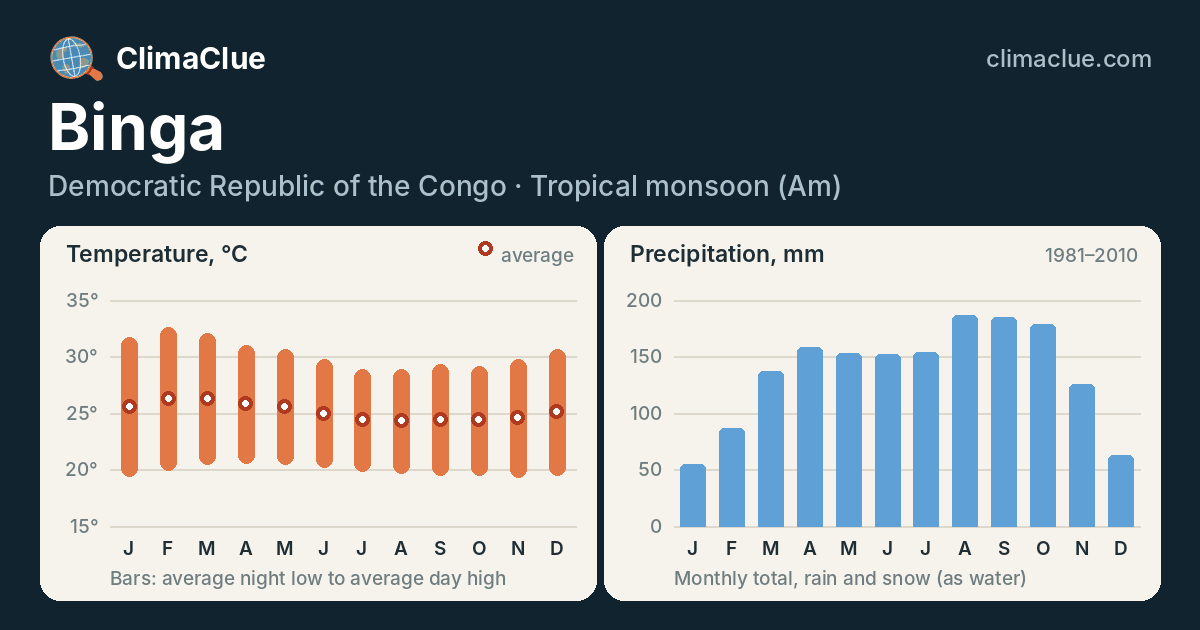 ClimaClue
climaclue.com
Binga
Democratic Republic of the Congo · Tropical monsoon (Am)
Temperature, °C
average
35°
30°
25°
20°
15°
J F M A M J J A S O N D
Bars: average night low to average day high
Precipitation, mm
1981–2010
200
150
100
50
0
J F M A M J J A S O N D
Monthly total, rain and snow (as water)